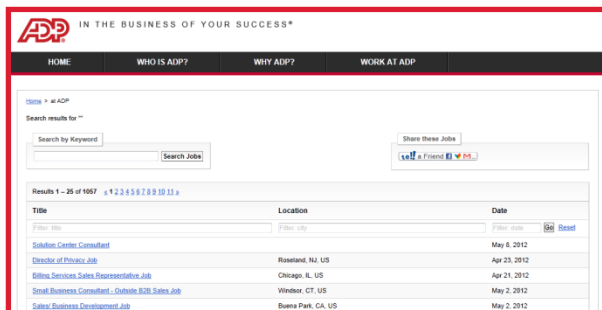 ADP
IN THE BUSINESS OF YOUR SUCCESS®
HOME WHO IS ADP? WHY ADP? WORK AT ADP
Home > at ADP
Search results for ""
Search by Keyword
Share these Jobs
Search Jobs
tell a Friend
Results 1 – 25 of 1057 « 1 2 3 4 5 6 7 8 9 10 11 »
Title Location Date
Filter: title Filter: city Filter: date Go Reset
Solution Center Consultant May 8, 2012
Director of Privacy Job Roseland, NJ, US Apr 23, 2012
Billing Services Sales Representative Job Chicago, IL, US Apr 21, 2012
Small Business Consultant - Outside B2B Sales Job Windsor, CT, US May 2, 2012
Sales/ Business Development Job Buena Park, CA, US May 2, 2012